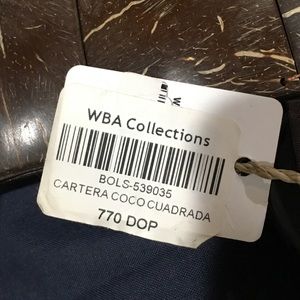 WBA Collections
BOLS-539035
CARTERA COCO CUADRADA
770 DOP